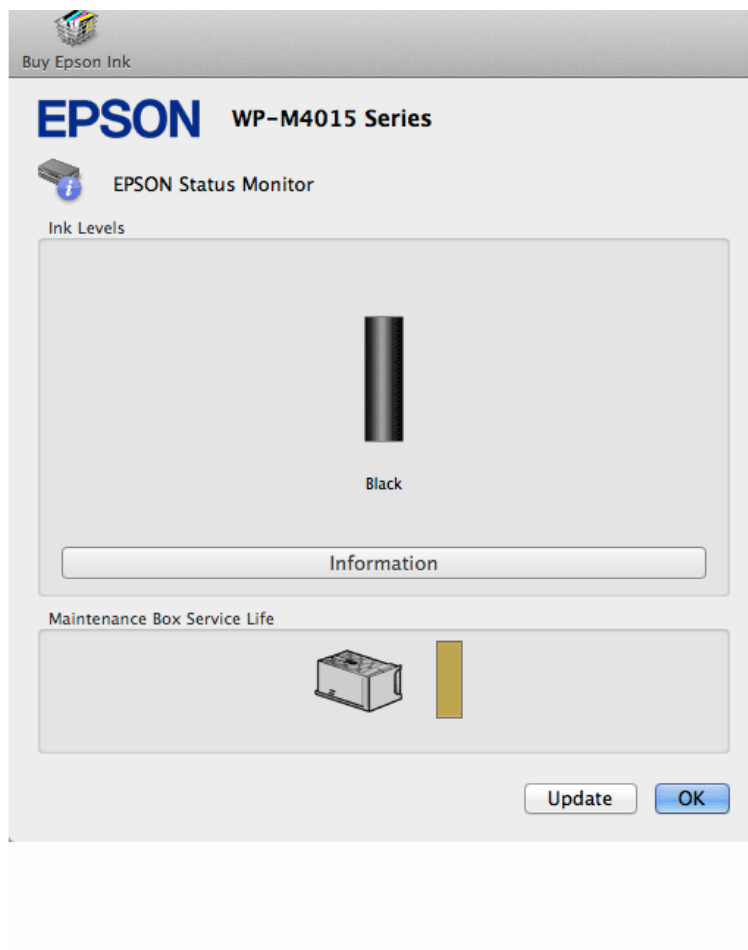 Buy Epson Ink
EPSON WP-M4015 Series
EPSON Status Monitor
Ink Levels
Black
Information
Maintenance Box Service Life
Update OK